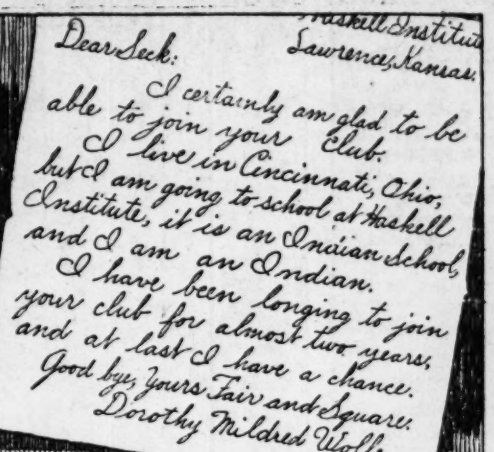 Haskell Institute
Lawrence, Kansas.
Dear Seck:
I certainly am glad to be
able to join your club.
I live in Cincinnati, Ohio,
but I am going to school at Haskell
Institute, it is an Indian School,
and I am an Indian.
I have been longing to join
your club for almost two years,
and at last I have a chance.
Good bye, Yours Fair and Square.
Dorothy Mildred Wolfe